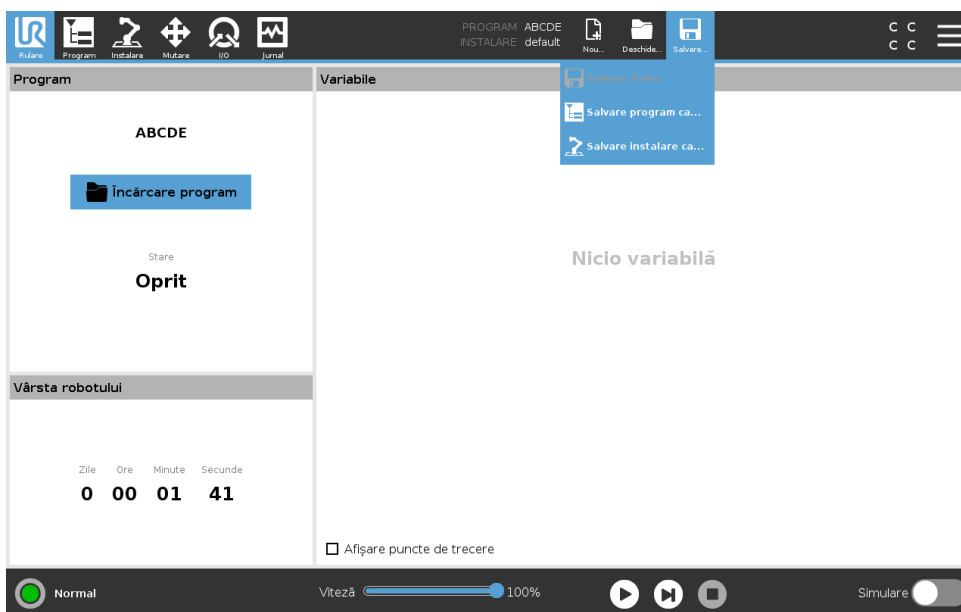 PROGRAM ABCDE
INSTALARE default
Rulare Program Instalare Mutare I/O Jurnal Nou... Deschide... Salvare...
C C
C C
Program
Variabile
Salvare Toate
Salvare program ca...
Salvare instalare ca...
ABCDE
Încărcare program
Stare
Oprit
Nicio variabilă
Vârsta robotului
Zile Ore Minute Secunde
0 00 01 41
Afișare puncte de trecere
Normal
Viteză 100%
Simulare